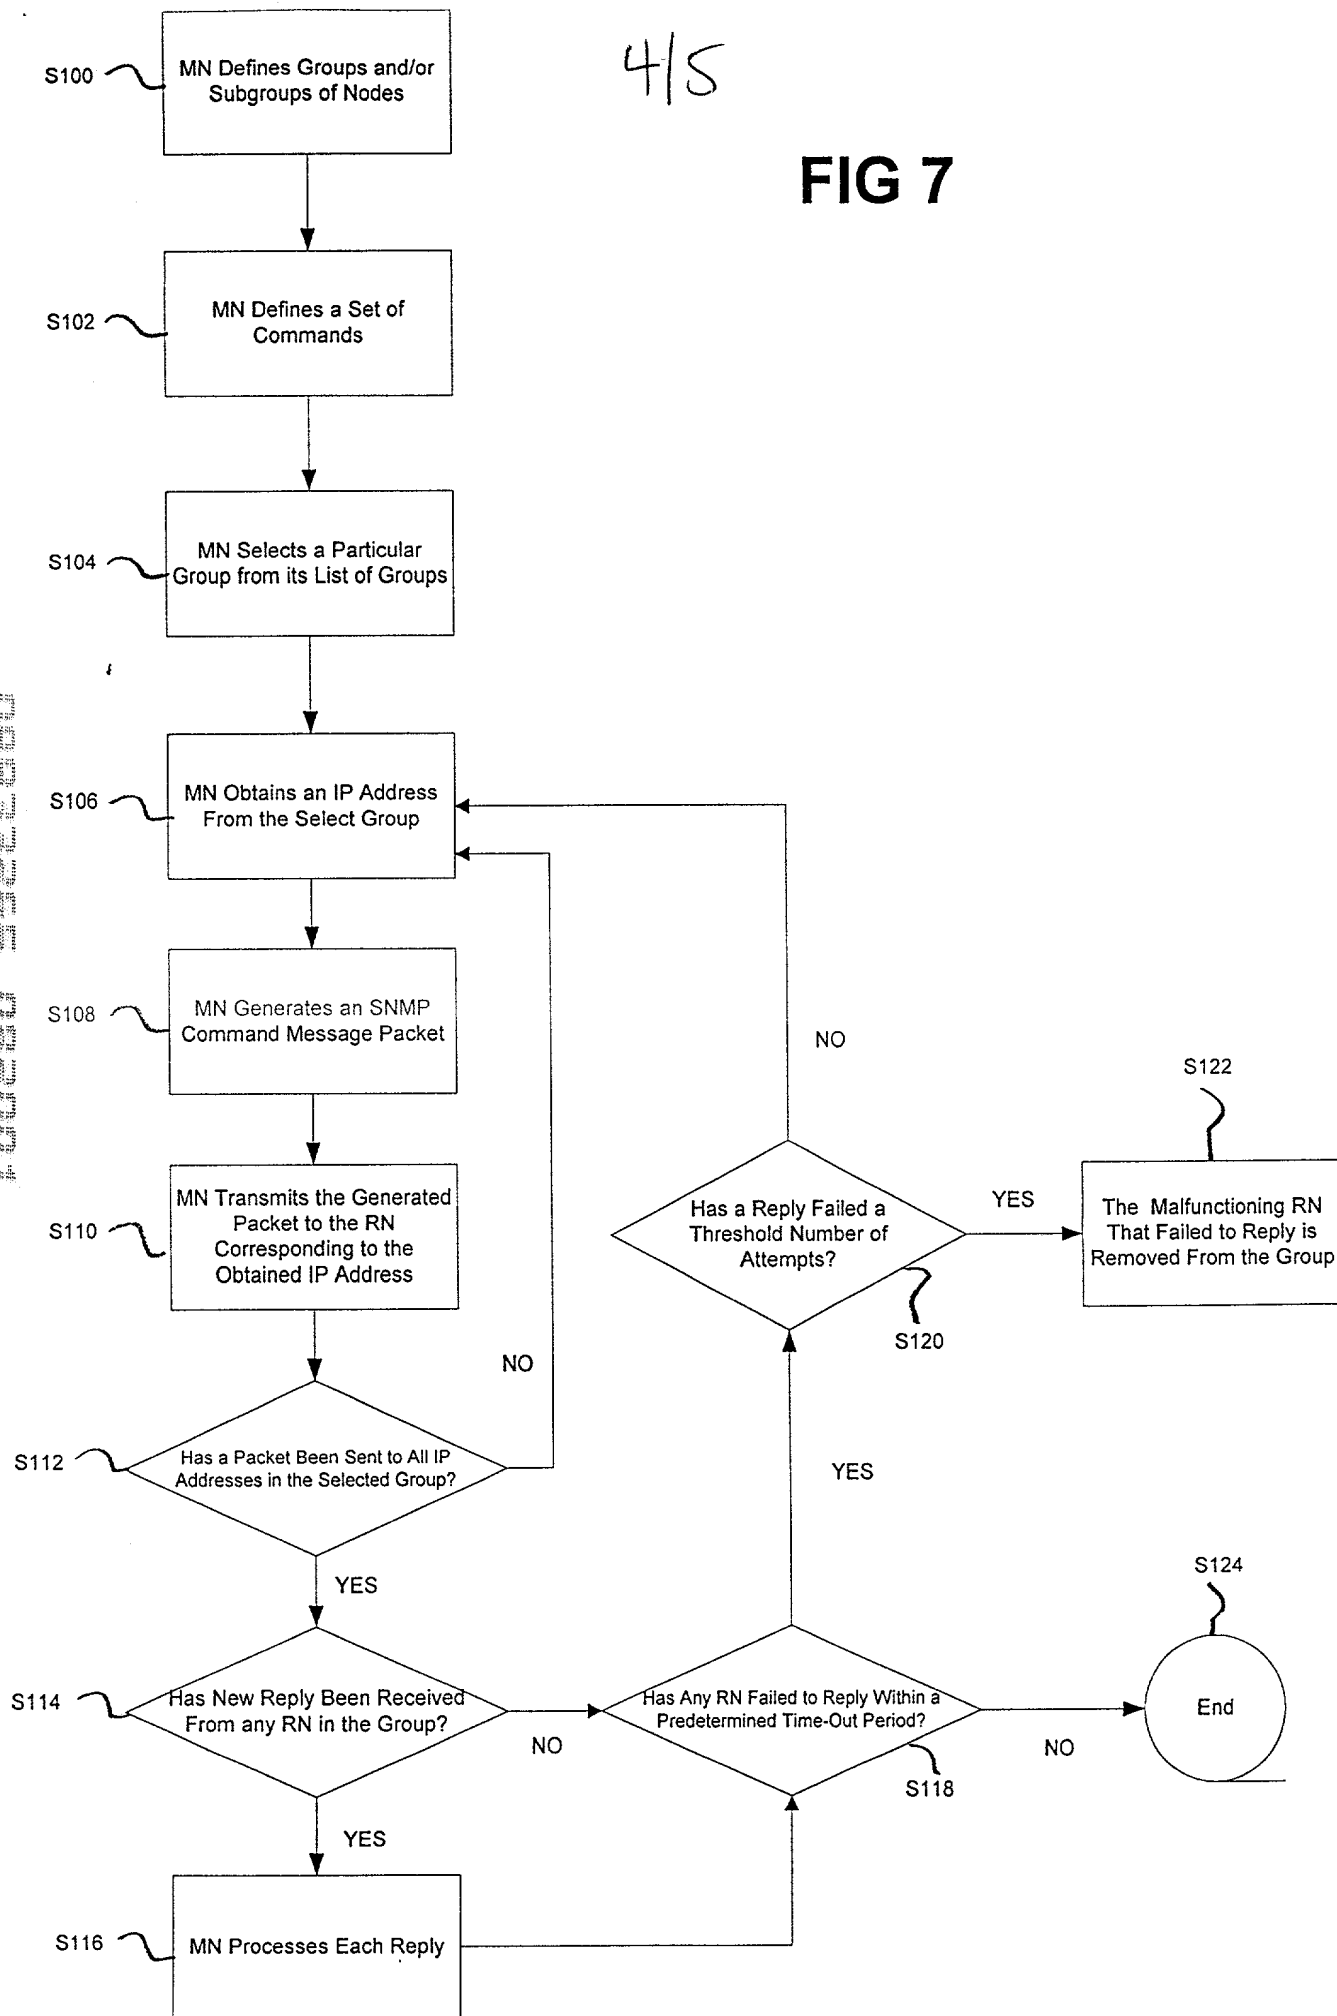 4/5
FIG 7
S100
MN Defines Groups and/or
Subgroups of Nodes
S102
MN Defines a Set of
Commands
S104
MN Selects a Particular
Group from its List of Groups
S106
MN Obtains an IP Address
From the Select Group
S108
MN Generates an SNMP
Command Message Packet
NO
S122
S110
MN Transmits the Generated
Packet to the RN
Corresponding to the
Obtained IP Address
Has a Reply Failed a
Threshold Number of
Attempts?
YES
The Malfunctioning RN
That Failed to Reply is
Removed From the Group
S120
NO
S112
Has a Packet Been Sent to All IP
Addresses in the Selected Group?
YES
YES
S124
S114
Has New Reply Been Received
From any RN in the Group?
NO
Has Any RN Failed to Reply Within a
Predetermined Time-Out Period?
NO
End
S118
YES
S116
MN Processes Each Reply